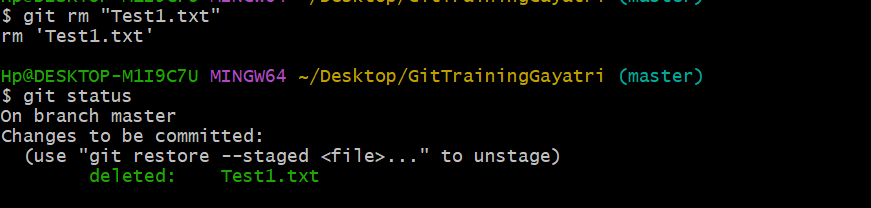 $ git rm "Test1.txt"
rm 'Test1.txt'
Hp@DESKTOP-M1I9C7U MINGW64 ~/Desktop/GitTrainingGayatri (master)
$ git status
On branch master
Changes to be committed:
(use "git restore --staged <file>..." to unstage)
deleted: Test1.txt